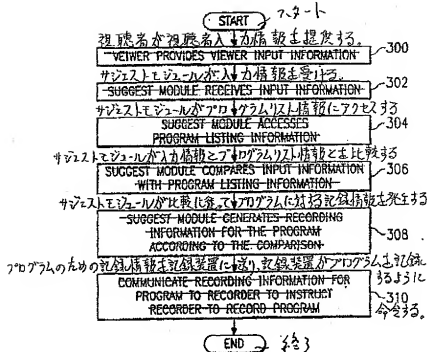 START スタート
視聴者が視聴者入力情報を提供する。
VEIWER PROVIDES VIEWER INPUT INFORMATION
300
サジェストモジュールが入力情報を受ける。
SUGGEST MODULE RECEIVES INPUT INFORMATION
302
サジェストモジュールがプログラムリスト情報にアクセスする
SUGGEST MODULE ACCESSES
PROGRAM LISTING INFORMATION
304
サジェストモジュールが入力情報とプログラムリスト情報とを比較する
SUGGEST MODULE COMPARES INPUT INFORMATION
WITH PROGRAM LISTING INFORMATION
306
サジェストモジュールが比較に従ってプログラムに対する記録情報を発生する
SUGGEST MODULE GENERATES RECORDING
INFORMATION FOR THE PROGRAM
ACCORDING TO THE COMPARISON
308
プログラムのための記録情報を記録装置に送り、記録装置がプログラムを記録
するように
命令する。
COMMUNICATE RECORDING INFORMATION FOR
PROGRAM TO RECORDER TO INSTRUCT
RECORDER TO RECORD PROGRAM
310
END 終了